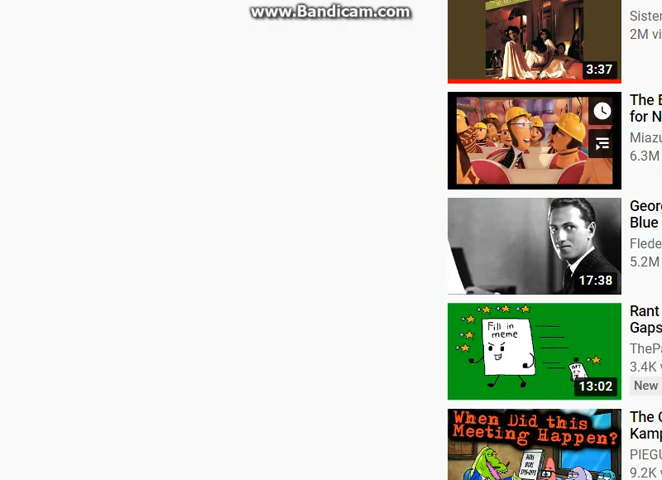 www.Bandicam.com
Sister
2M vi
3:37
The B
for N
Miazu
6.3M
Georg
Blue
Flede
5.2M
17:38
Rant
Gaps
ThePa
3.4K v
New
Fill in
meme
13:02
The C
Kamp
PIEGU
9.2K v
When Did this
Meeting Happen?